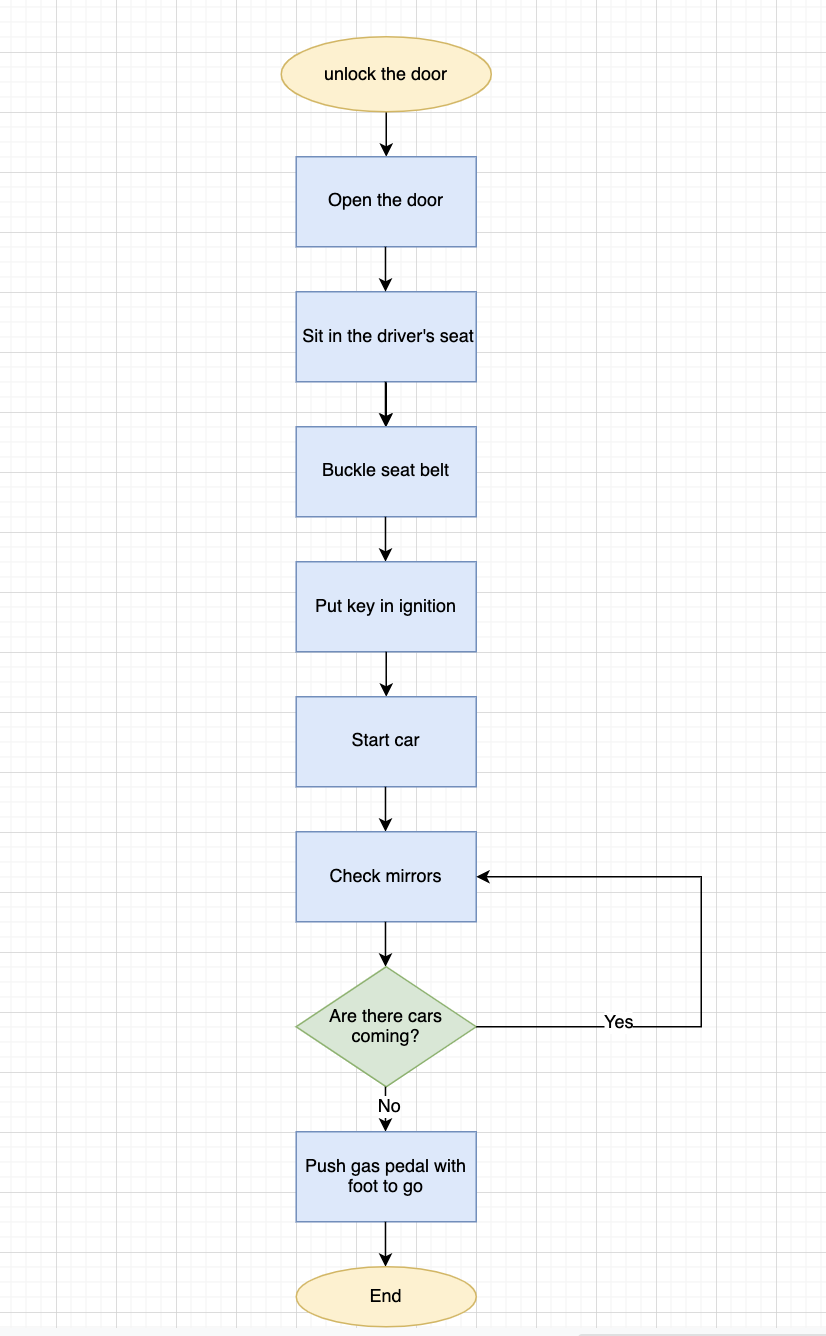 unlock the door
Open the door
Sit in the driver's seat
Buckle seat belt
Put key in ignition
Start car
Check mirrors
Are there cars
coming?
Yes
No
Push gas pedal with
foot to go
End